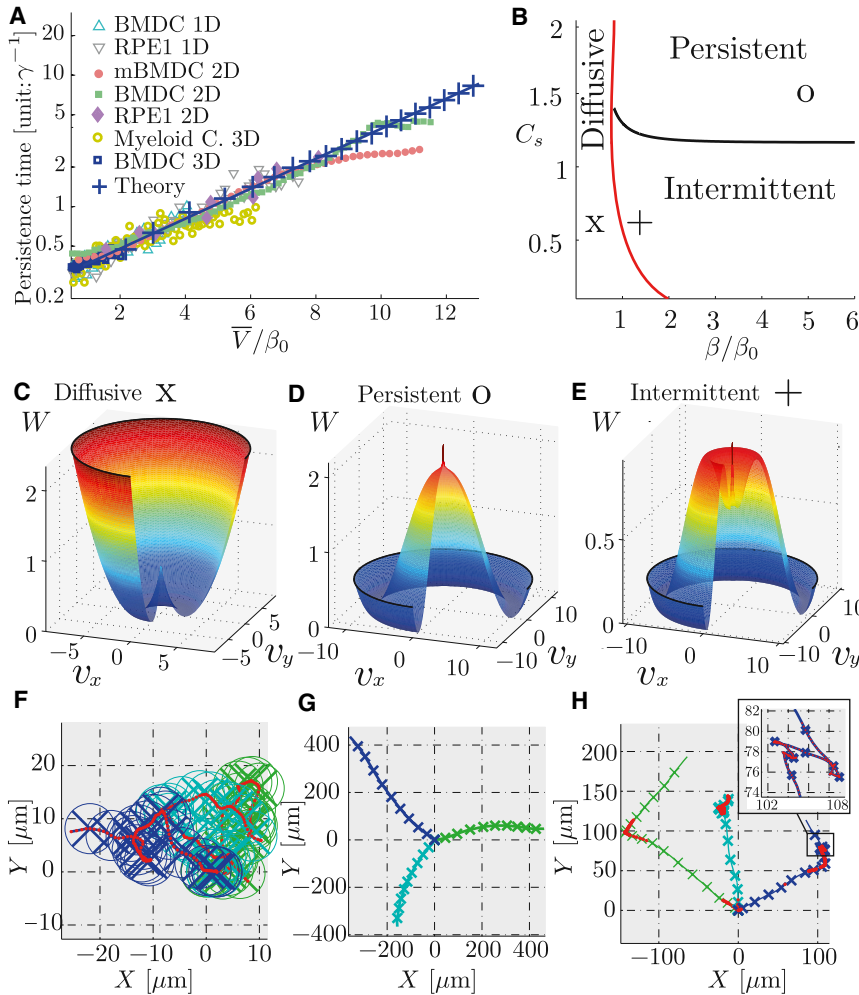 A
Persistence time [unit:γ⁻¹]
20
10
5
2
1
0.5
0.2
BMDC 1D
RPE1 1D
mBMDC 2D
BMDC 2D
RPE1 2D
Myeloid C. 3D
BMDC 3D
Theory
2 4 6 8 10 12
V̅/β₀
B
C_s
2
1.5
1
0.5
Diffusive
Persistent
O
Intermittent
X +
1 2 3 4 5 6
β/β₀
C Diffusive X
W
2
1
0
−5 0 5
v_x
−5 0 5
v_y
D Persistent O
W
2
1
0
−10 0 10
v_x
−10 0 10
v_y
E Intermittent +
W
0.5
0
−10 0 10
v_x
−10 0 10
v_y
F
Y [μm]
20
10
0
−10
−20 −10 0 10
X [μm]
G
Y [μm]
400
200
0
−200
−400
−200 0 200 400
X [μm]
H
Y [μm]
200
150
100
50
0
−100 0 100
X [μm]
82
80
78
76
74
102 108